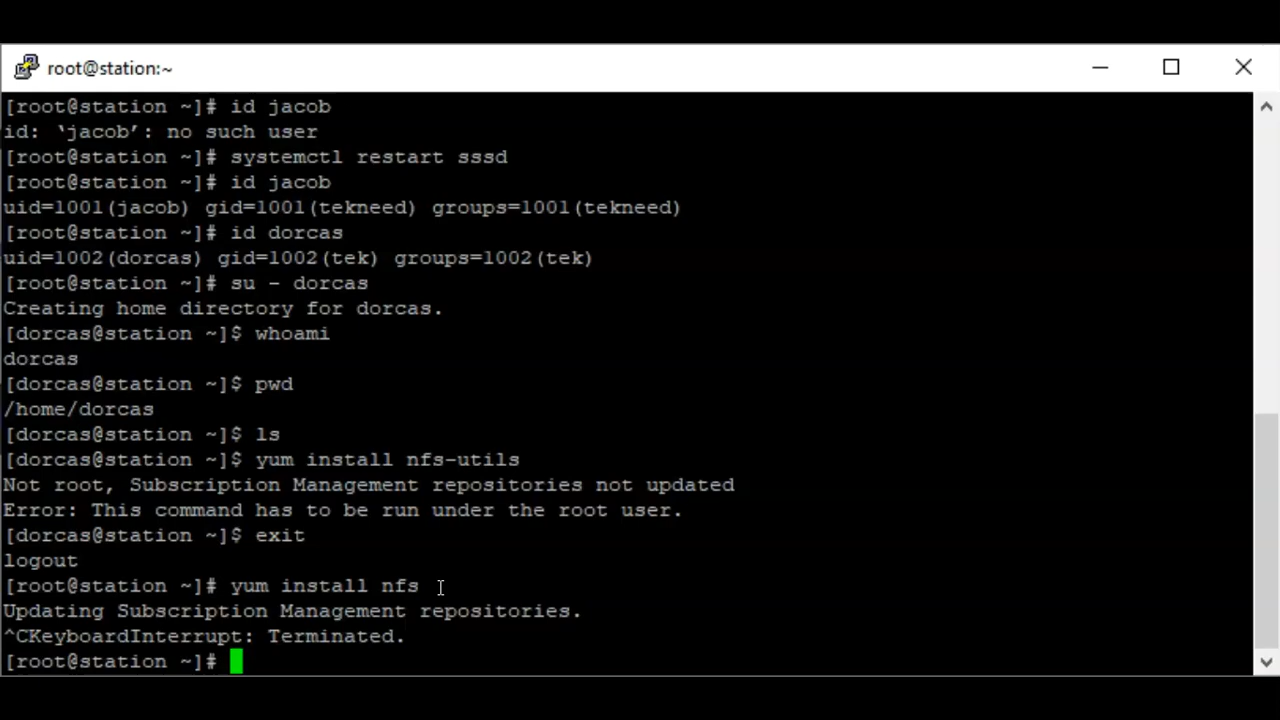 root@station:~
[root@station ~]# id jacob
id: ‘jacob’: no such user
[root@station ~]# systemctl restart sssd
[root@station ~]# id jacob
uid=1001(jacob) gid=1001(tekneed) groups=1001(tekneed)
[root@station ~]# id dorcas
uid=1002(dorcas) gid=1002(tek) groups=1002(tek)
[root@station ~]# su - dorcas
Creating home directory for dorcas.
[dorcas@station ~]$ whoami
dorcas
[dorcas@station ~]$ pwd
/home/dorcas
[dorcas@station ~]$ ls
[dorcas@station ~]$ yum install nfs-utils
Not root, Subscription Management repositories not updated
Error: This command has to be run under the root user.
[dorcas@station ~]$ exit
logout
[root@station ~]# yum install nfs
Updating Subscription Management repositories.
^CKeyboardInterrupt: Terminated.
[root@station ~]#